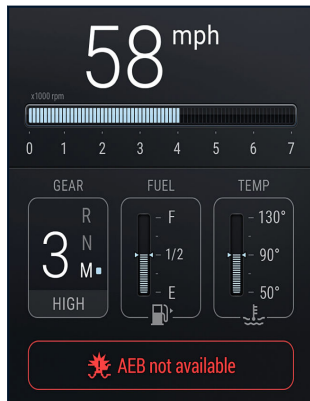 58 mph
x1000 rpm
0 1 2 3 4 5 6 7
GEAR FUEL TEMP
R
N
3 M
HIGH
F
1/2
E
130°
90°
50°
AEB not available